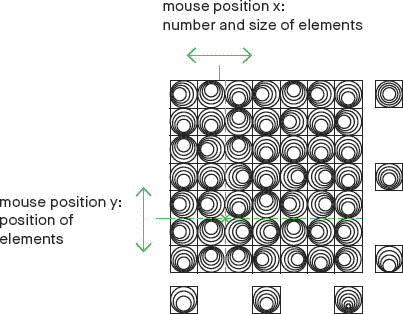 mouse position x:
number and size of elements
mouse position y:
position of
elements